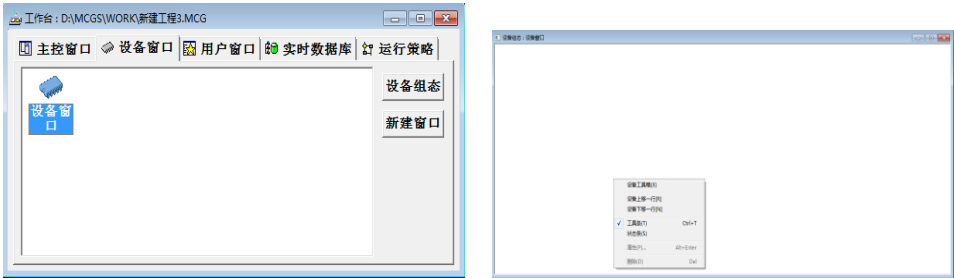 工作台 : D:\MCGS\WORK\新建工程3.MCG
主控窗口 设备窗口 用户窗口 实时数据库 运行策略
设备窗
口
设备组态
新建窗口
设备组态 : 设备窗口
设备工具箱(X)
设备上移一行(R)
设备下移一行(N)
工具条(T) Ctrl+T
状态条(S)
属性(P)... Alt+Enter
删除(D) Del